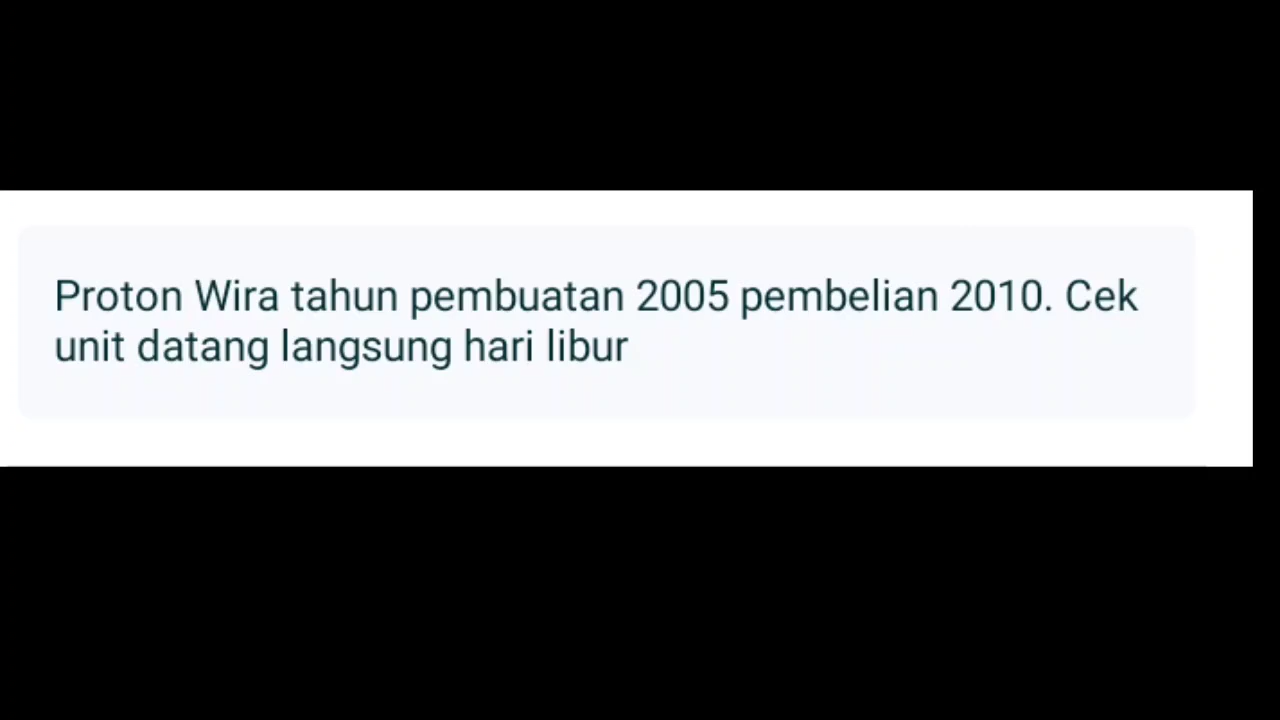 Proton Wira tahun pembuatan 2005 pembelian 2010. Cek
unit datang langsung hari libur